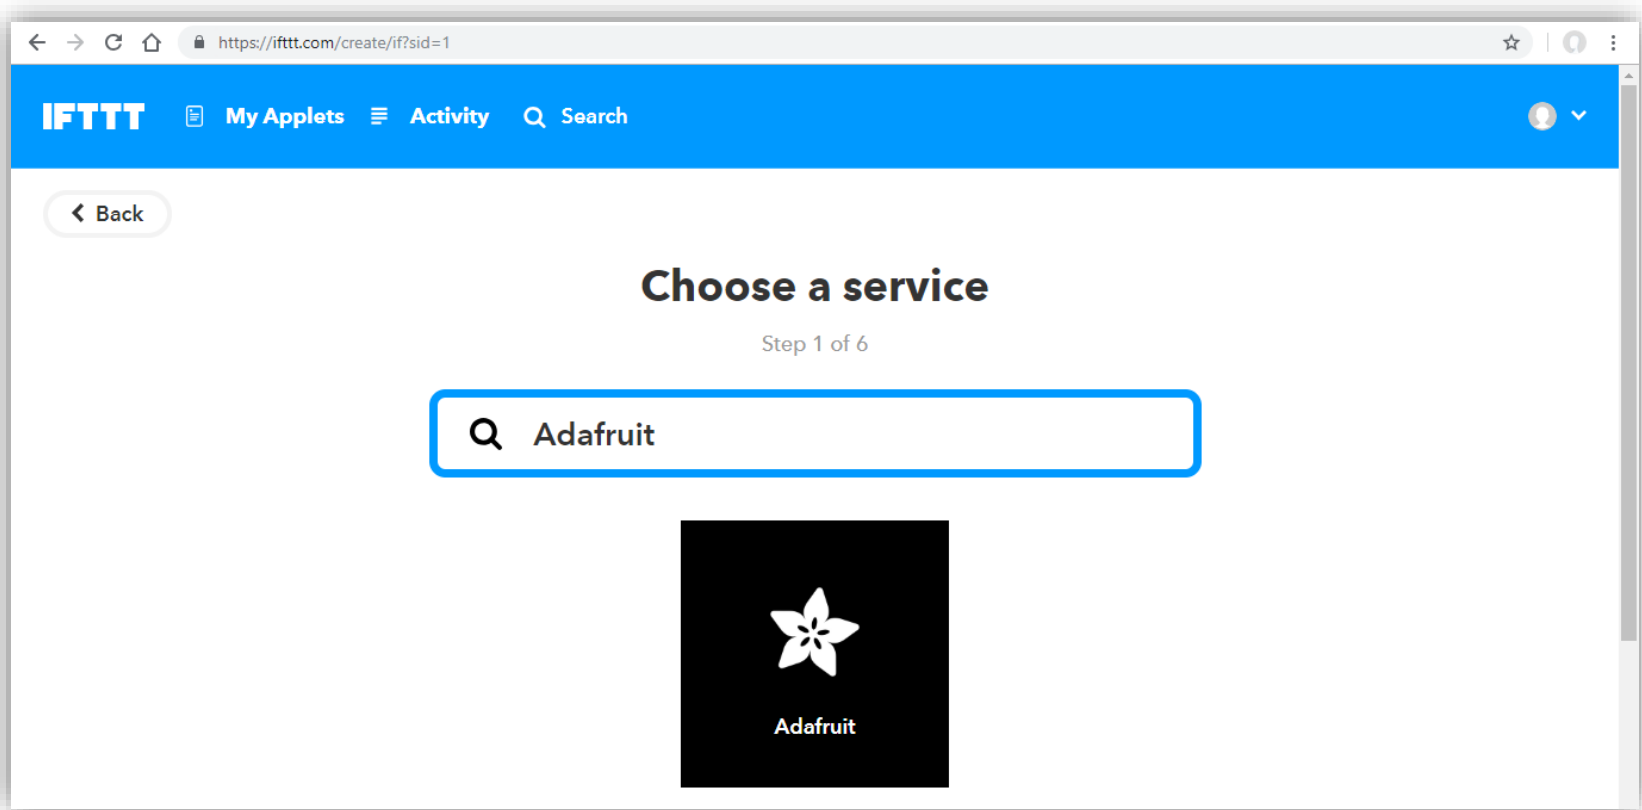 https://ifttt.com/create/if?sid=1
IFTTT My Applets Activity Search
Back
Choose a service
Step 1 of 6
Adafruit
Adafruit